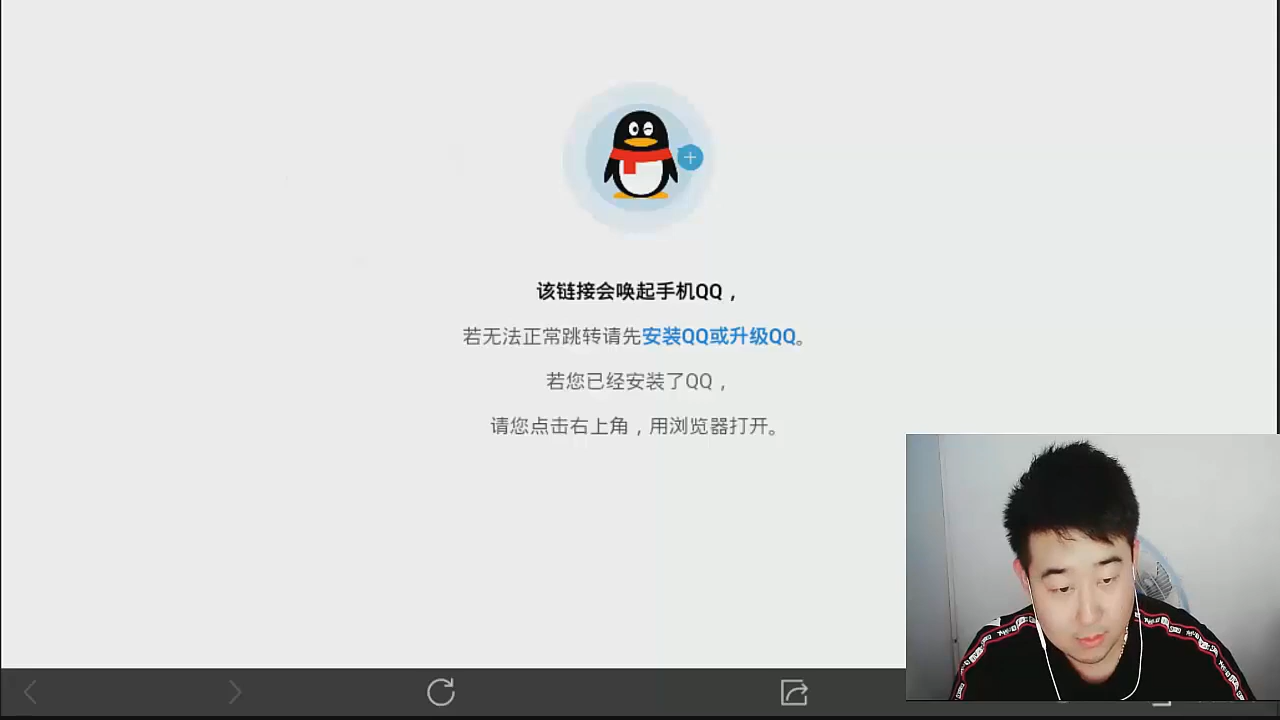 该链接会唤起手机QQ，
若无法正常跳转请先安装QQ或升级QQ。
若您已经安装了QQ，
请您点击右上角，用浏览器打开。